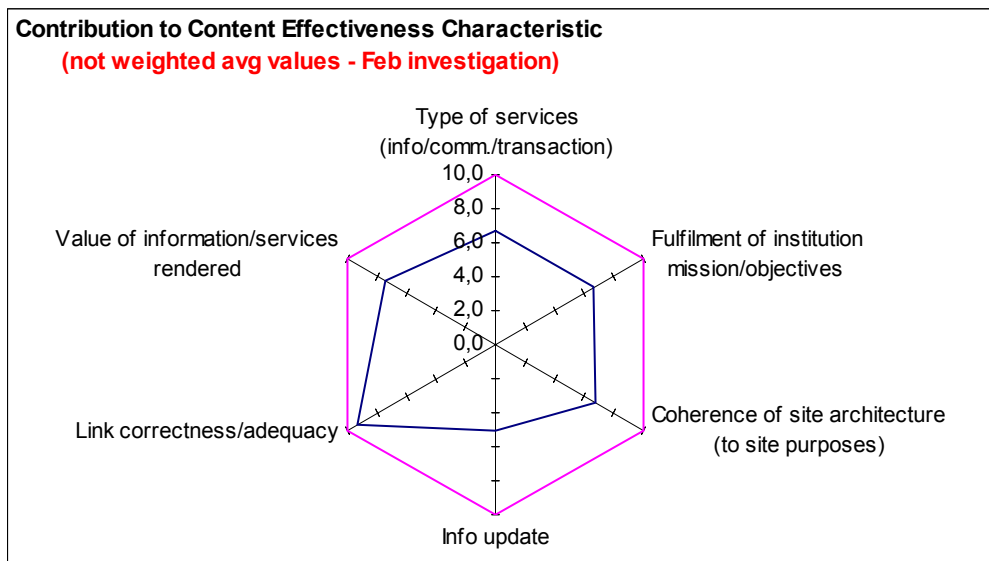 Contribution to Content Effectiveness Characteristic
(not weighted avg values - Feb investigation)
Type of services
(info/comm./transaction)
10,0
8,0
6,0
4,0
2,0
0,0
Fulfilment of institution
mission/objectives
Coherence of site architecture
(to site purposes)
Info update
Link correctness/adequacy
Value of information/services
rendered